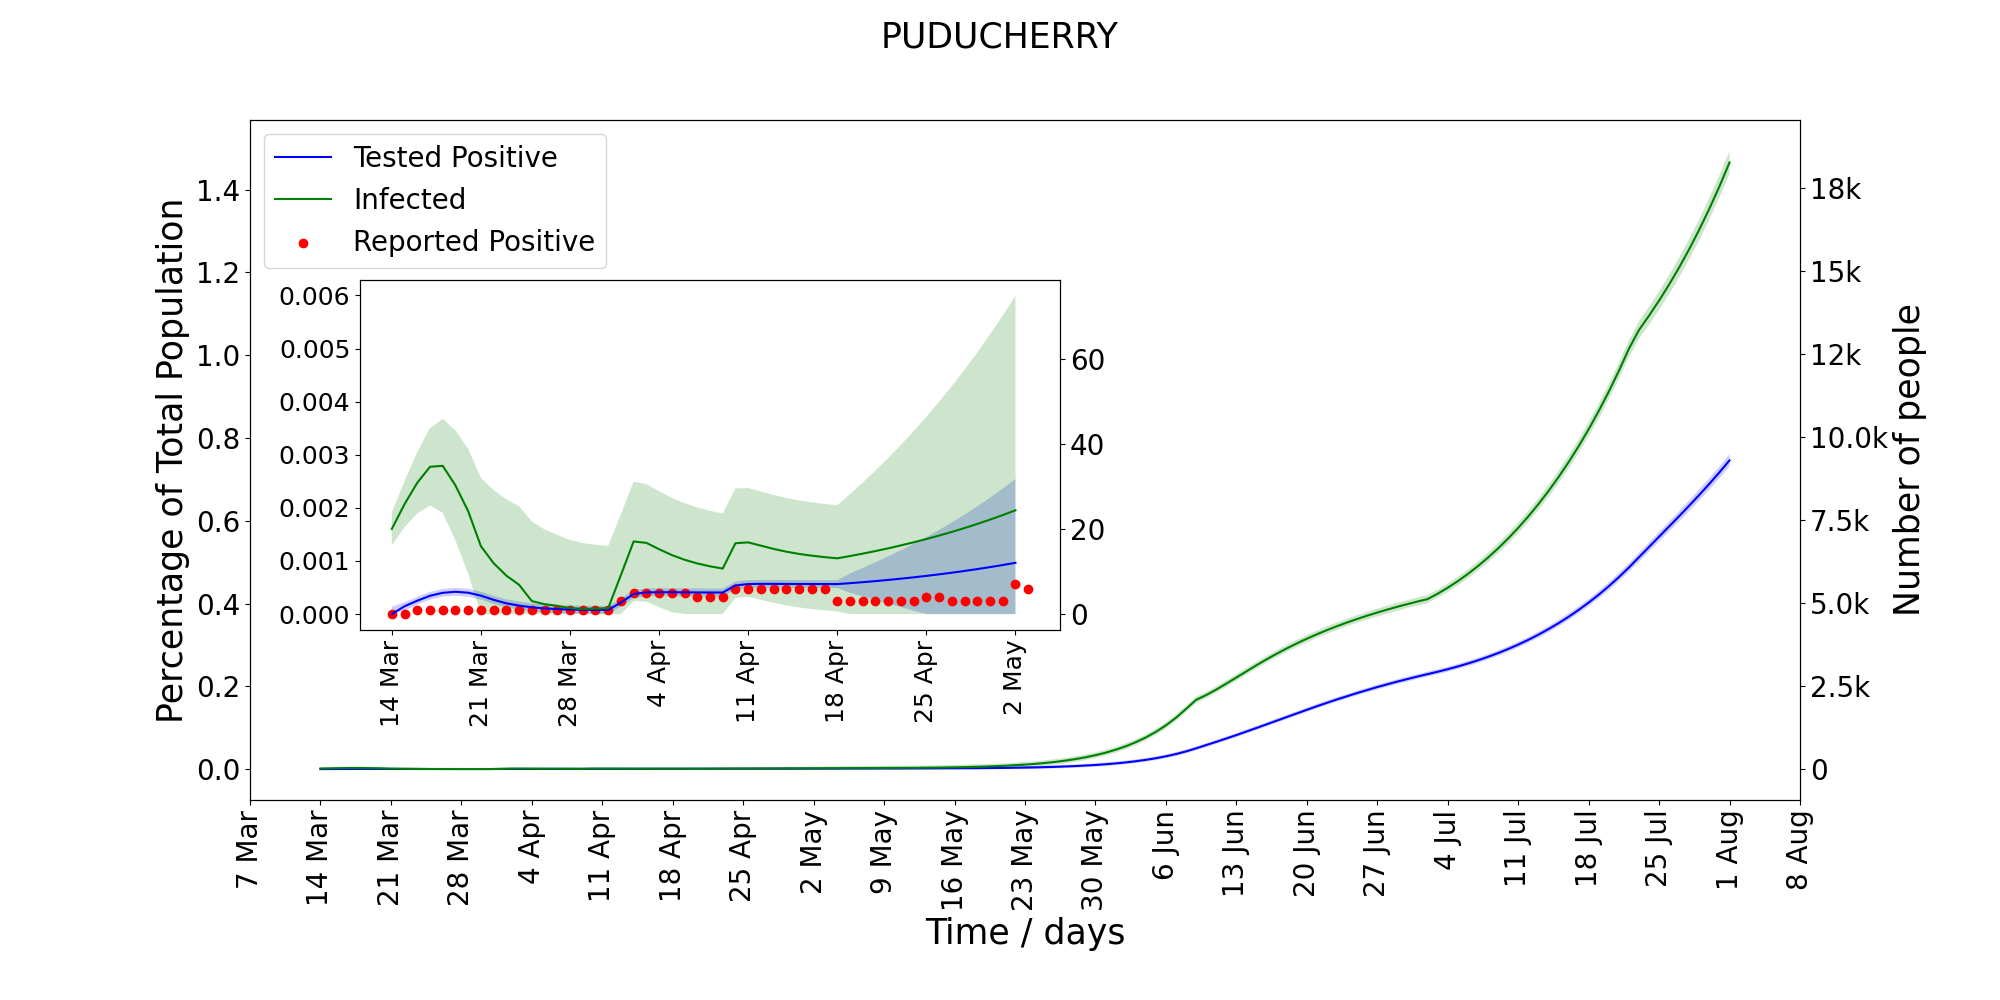 PUDUCHERRY
Tested Positive
Infected
Reported Positive
Percentage of Total Population
1.4
1.2
1.0
0.8
0.6
0.4
0.2
0.0
0.006
0.005
0.004
0.003
0.002
0.001
0.000
60
40
20
0
14 Mar
21 Mar
28 Mar
4 Apr
11 Apr
18 Apr
25 Apr
2 May
18k
15k
12k
10.0k
7.5k
5.0k
2.5k
0
Number of people
7 Mar
14 Mar
21 Mar
28 Mar
4 Apr
11 Apr
18 Apr
25 Apr
2 May
9 May
16 May
23 May
30 May
6 Jun
13 Jun
20 Jun
27 Jun
4 Jul
11 Jul
18 Jul
25 Jul
1 Aug
8 Aug
Time / days